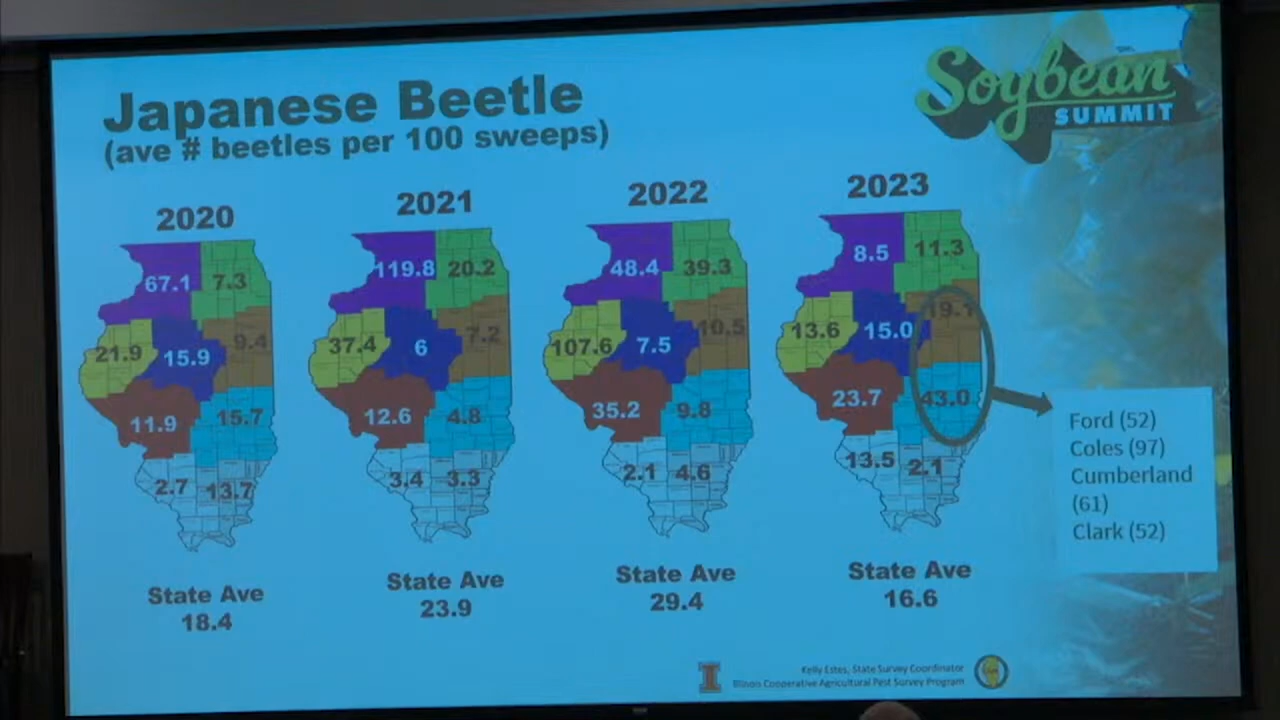 Soybean
SUMMIT
Japanese Beetle
(ave # beetles per 100 sweeps)
2020
67.1 7.3
21.9 15.9 9.4
11.9 15.7
2.7 13.7
State Ave
18.4
2021
119.8 20.2
37.4 6 7.2
12.6 4.8
3.4 3.3
State Ave
23.9
2022
48.4 39.3
107.6 7.5 10.5
35.2 9.8
2.1 4.6
State Ave
29.4
2023
8.5 11.3
13.6 15.0 19.1
23.7 43.0
13.5 2.1
State Ave
16.6
Ford (52)
Coles (97)
Cumberland
(61)
Clark (52)
I
Kelly Estes, State Survey Coordinator
Illinois Cooperative Agricultural Pest Survey Program